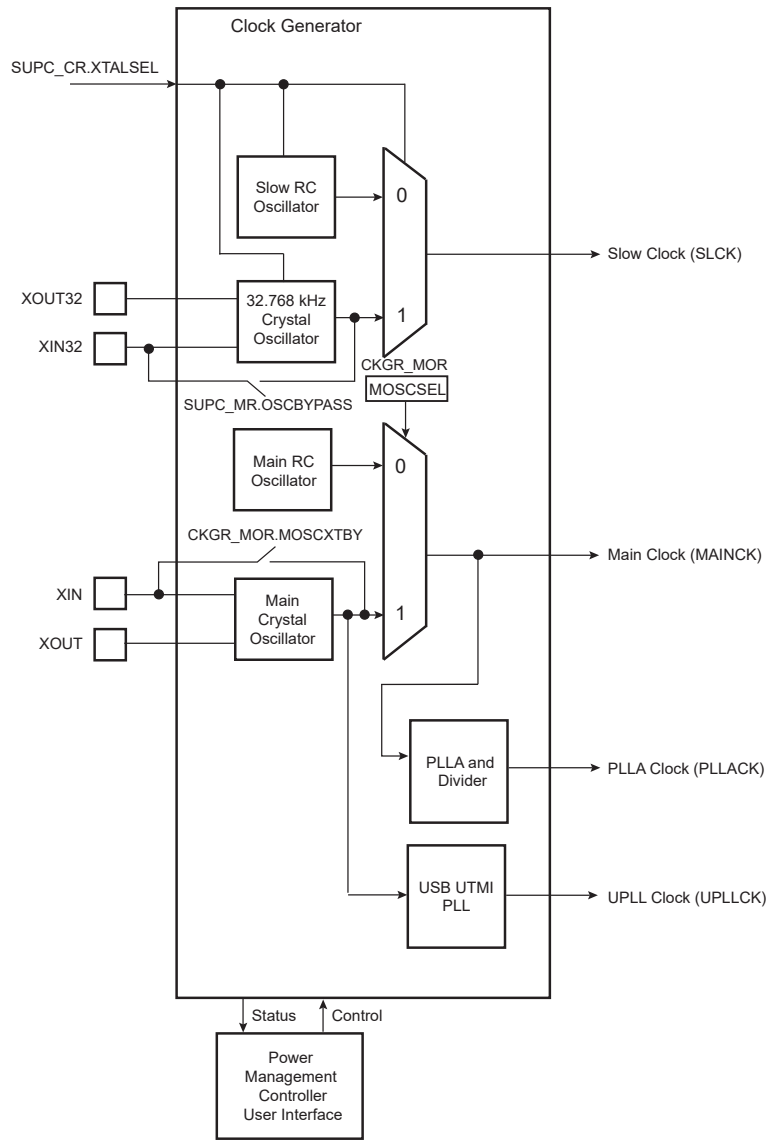 Clock Generator
SUPC_CR.XTALSEL
Slow RC
Oscillator
0
Slow Clock (SLCK)
XOUT32
32.768 kHz
Crystal
Oscillator
1
XIN32
CKGR_MOR
MOSCSEL
SUPC_MR.OSCBYPASS
Main RC
Oscillator
0
CKGR_MOR.MOSCXTBY
Main Clock (MAINCK)
XIN
Main
Crystal
Oscillator
1
XOUT
PLLA and
Divider
PLLA Clock (PLLACK)
USB UTMI
PLL
UPLL Clock (UPLLCK)
Status
Control
Power
Management
Controller
User Interface